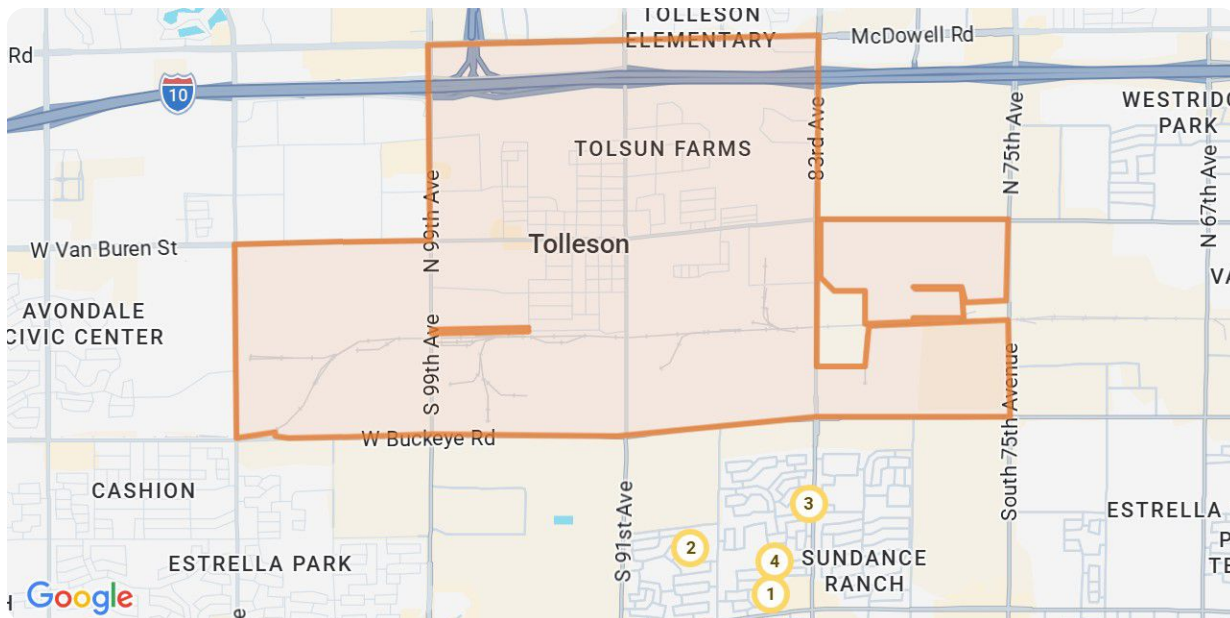 TOLLESON
ELEMENTARY
McDowell Rd
Rd
10
WESTRIDG
PARK
TOLSUN FARMS
83rd Ave
N 75th Ave
N 67th Ave
N 99th Ave
W Van Buren St
Tolleson
VA
AVONDALE
CIVIC CENTER
S 99th Ave
South 75th Avenue
W Buckeye Rd
CASHION
S 91st Ave
3
ESTRELLA
2
4
SUNDANCE
RANCH
ESTRELLA PARK
P
TE
1
Google
e